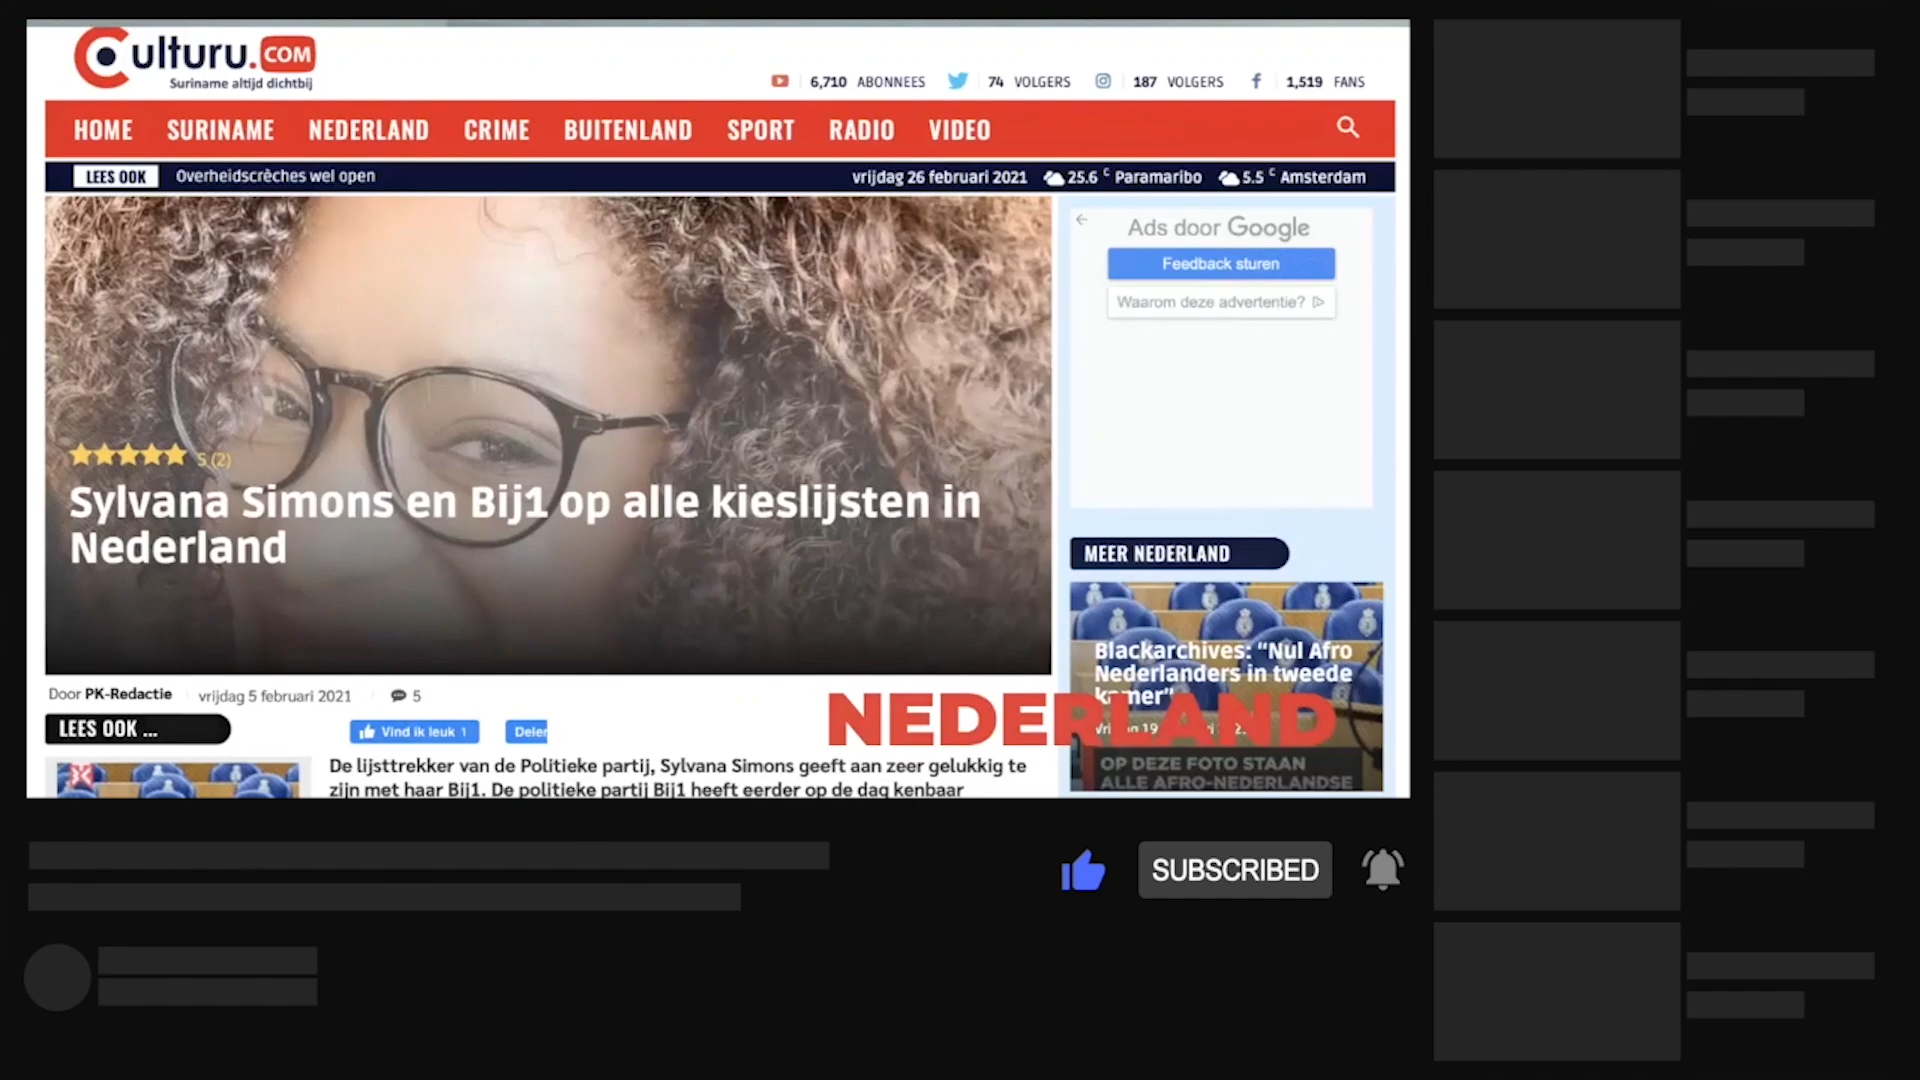 Culturu.COM
Suriname altijd dichtbij
6,710 ABONNEES 74 VOLGERS 187 VOLGERS 1,519 FANS
HOME SURINAME NEDERLAND CRIME BUITENLAND SPORT RADIO VIDEO
LEES OOK Overheidscrèches wel open vrijdag 26 februari 2021 25.6 C Paramaribo 5.5 C Amsterdam
Ads door Google
Feedback sturen
Waarom deze advertentie?
5 (2)
Sylvana Simons en Bij1 op alle kieslijsten in
Nederland
MEER NEDERLAND
Blackarchives: “Nul Afro
Nederlanders in tweede
kamer”
19
OP DEZE FOTO STAAN
ALLE AFRO-NEDERLANDSE
Door PK-Redactie vrijdag 5 februari 2021 5
NEDERLAND
LEES OOK ...
Vind ik leuk 1 Delen
De lijsttrekker van de Politieke partij, Sylvana Simons geeft aan zeer gelukkig te
zijn met haar Bij1. De politieke partij Bij1 heeft eerder op de dag kenbaar
SUBSCRIBED